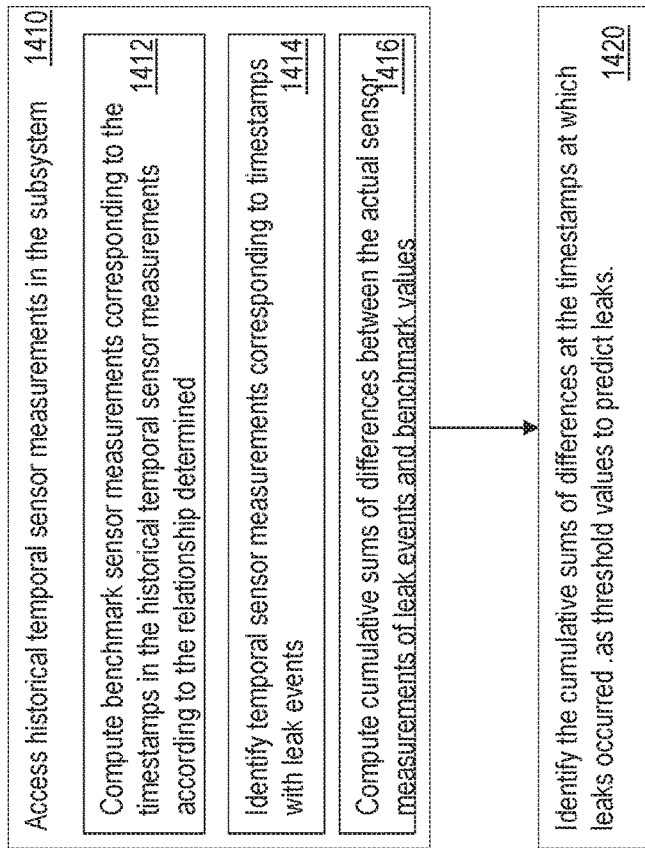 Access historical temporal sensor measurements in the subsystem 1410
Compute benchmark sensor measurements corresponding to the 1412
timestamps in the historical temporal sensor measurements
according to the relationship determined
Identify temporal sensor measurements corresponding to timestamps
with leak events 1414
Compute cumulative sums of differences between the actual sensor
measurements of leak events and benchmark values 1416
Identify the cumulative sums of differences at the timestamps at which
leaks occurred .as threshold values to predict leaks.
1420